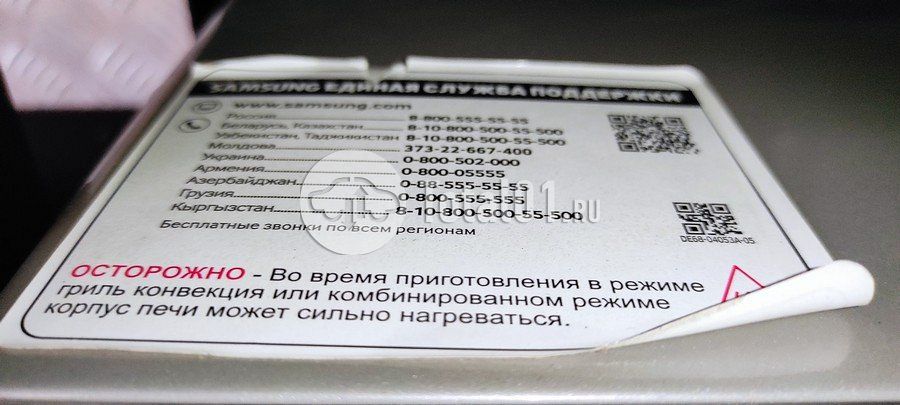 SAMSUNG ЕДИНАЯ СЛУЖБА ПОДДЕРЖКИ
www.samsung.com
Россия 8-800-555-55-55
Беларусь, Казахстан 8-10-800-500-55-500
Узбекистан, Таджикистан 8-10-800-500-55-500
Молдова 373-22-667-400
Украина 0-800-502-000
Армения 0-800-05555
Азербайджан 0-88-555-55-55
Грузия 0-800-555-555
Кыргызстан 8-10-800-500-55-500
Бесплатные звонки по всем регионам
DE68-04053A-05
ОСТОРОЖНО - Во время приготовления в режиме
гриль конвекция или комбинированном режиме
корпус печи может сильно нагреваться.